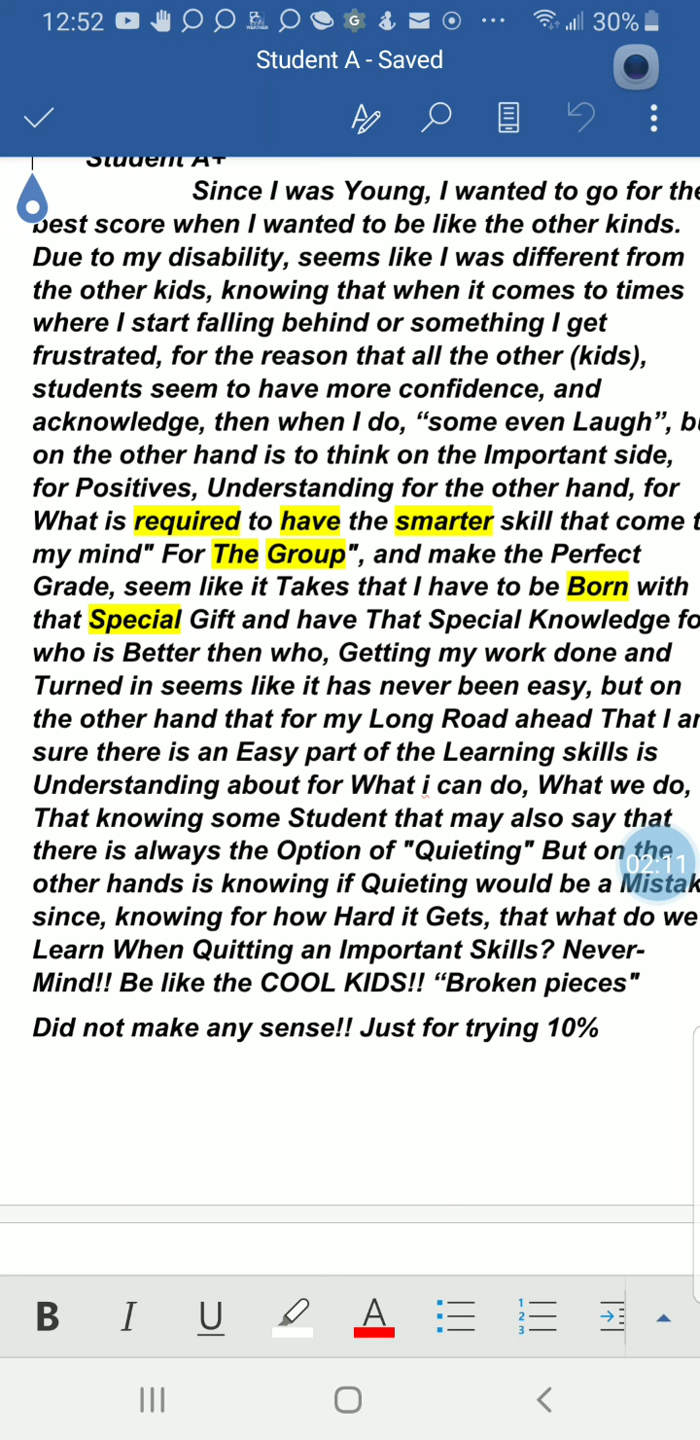 12:52
30%
Student A - Saved
Student A+
Since I was Young, I wanted to go for the
best score when I wanted to be like the other kinds.
Due to my disability, seems like I was different from
the other kids, knowing that when it comes to times
where I start falling behind or something I get
frustrated, for the reason that all the other (kids),
students seem to have more confidence, and
acknowledge, then when I do, “some even Laugh”, bu
on the other hand is to think on the Important side,
for Positives, Understanding for the other hand, for
What is required to have the smarter skill that come t
my mind" For The Group", and make the Perfect
Grade, seem like it Takes that I have to be Born with
that Special Gift and have That Special Knowledge fo
who is Better then who, Getting my work done and
Turned in seems like it has never been easy, but on
the other hand that for my Long Road ahead That I am
sure there is an Easy part of the Learning skills is
Understanding about for What i can do, What we do,
That knowing some Student that may also say that
there is always the Option of "Quieting" But on the
02:11
other hands is knowing if Quieting would be a Mistak
since, knowing for how Hard it Gets, that what do we
Learn When Quitting an Important Skills? Never-
Mind!! Be like the COOL KIDS!! “Broken pieces"
Did not make any sense!! Just for trying 10%
B I U A
1
2
3